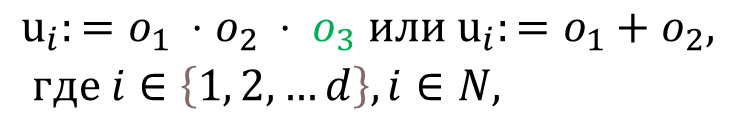 uᵢ: = o₁ · o₂ · o₃ или uᵢ: = o₁ + o₂,
где i ∈ {1, 2, … d}, i ∈ N,